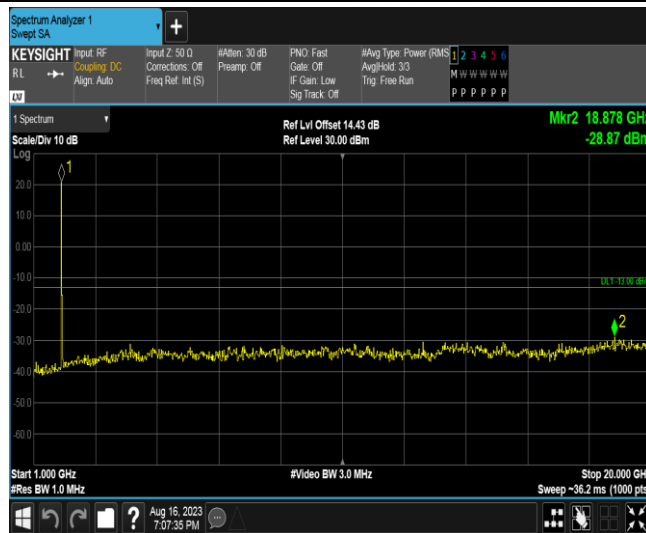 Spectrum Analyzer 1
Swept SA
KEYSIGHT
RL
LXI
Input: RF
Coupling: DC
Align: Auto
Input Z: 50 Ω
Corrections: Off
Freq Ref: Int (S)
#Atten: 30 dB
Preamp: Off
PNO: Fast
Gate: Off
IF Gain: Low
Sig Track: Off
#Avg Type: Power (RMS
Avg|Hold: 3/3
Trig: Free Run
1 2 3 4 5 6
M W W W W W
P P P P P P
1 Spectrum
Scale/Div 10 dB
Log
Ref Lvl Offset 14.43 dB
Ref Level 30.00 dBm
Mkr2 18.878 GHz
-28.87 dBm
1
20.0
10.0
0.00
-10.0
DL1 -13.00 dBm
-20.0
2
-30.0
-40.0
-50.0
-60.0
Start 1.000 GHz
#Res BW 1.0 MHz
#Video BW 3.0 MHz
Stop 20.000 GHz
Sweep ~36.2 ms (1000 pts)
?
Aug 16, 2023
7:07:35 PM